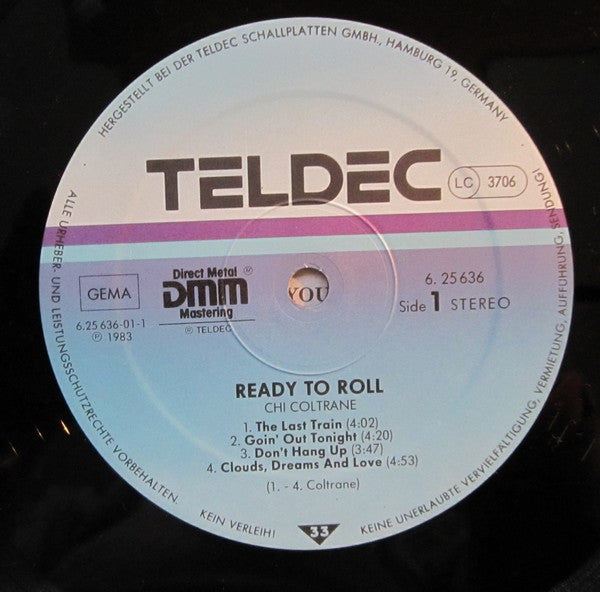 HERGESTELLT BEI DER TELDEC SCHALLPLATTEN GMBH., HAMBURG 19, GERMANY
TELDEC
LC 3706
Direct Metal ℗
DMM
Mastering
℗ TELDEC
GEMA
6.25 636-01-1
℗ 1983
YOU
6. 25 636
Side 1 STEREO
READY TO ROLL
CHI COLTRANE
1. The Last Train (4:02)
2. Goin' Out Tonight (4:20)
3. Don't Hang Up (3:47)
4. Clouds, Dreams And Love (4:53)
(1. - 4. Coltrane)
33
ALLE URHEBER- UND LEISTUNGSSCHUTZRECHTE VORBEHALTEN.
KEIN VERLEIH!
KEINE UNERLAUBTE VERVIELFÄLTIGUNG, VERMIETUNG, AUFFÜHRUNG, SENDUNG!